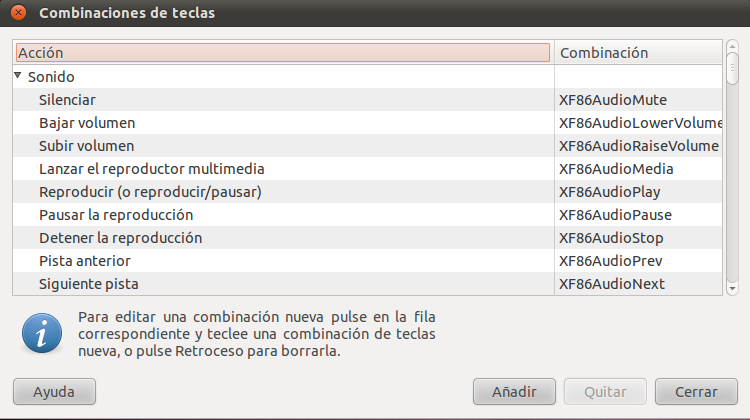 Combinaciones de teclas
Acción Combinación
Sonido
Silenciar XF86AudioMute
Bajar volumen XF86AudioLowerVolume
Subir volumen XF86AudioRaiseVolume
Lanzar el reproductor multimedia XF86AudioMedia
Reproducir (o reproducir/pausar) XF86AudioPlay
Pausar la reproducción XF86AudioPause
Detener la reproducción XF86AudioStop
Pista anterior XF86AudioPrev
Siguiente pista XF86AudioNext
Para editar una combinación nueva pulse en la fila
correspondiente y teclee una combinación de teclas
nueva, o pulse Retroceso para borrarla.
Ayuda Añadir Quitar Cerrar